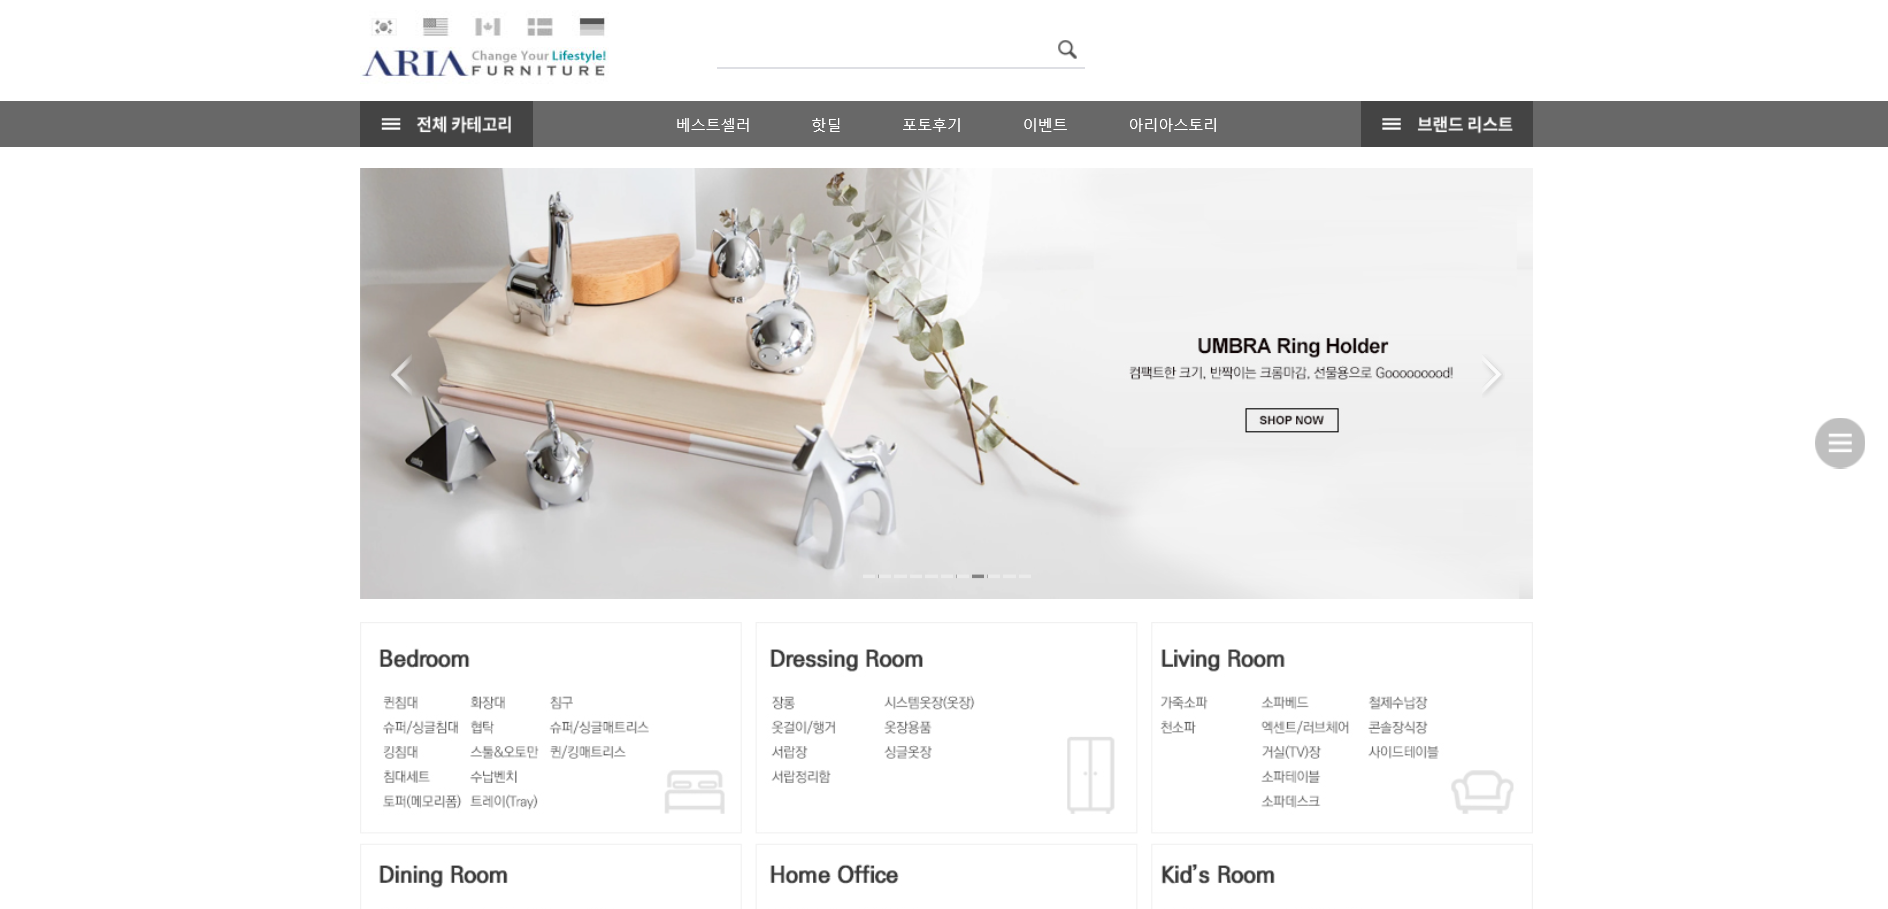 ARIA Change Your Lifestyle!
FURNITURE
전체 카테고리 베스트셀러 핫딜 포토후기 이벤트 아리아스토리 브랜드 리스트
UMBRA Ring Holder
컴팩트한 크기, 반짝이는 크롬마감, 선물용으로 Gooooooood!
SHOP NOW
Bedroom
퀸침대 화장대 침구
슈퍼/싱글침대 협탁 슈퍼/싱글매트리스
킹침대 스툴&오토만 퀸/킹매트리스
침대세트 수납벤치
토퍼(메모리폼) 트레이(Tray)
Dressing Room
장롱 시스템옷장(옷장)
옷걸이/행거 옷장용품
서랍장 싱글옷장
서랍정리함
Living Room
가죽소파 소파베드 철제수납장
천소파 엑센트/러브체어 콘솔장식장
거실(TV)장 사이드테이블
소파테이블
소파데스크
Dining Room
Home Office
Kid's Room